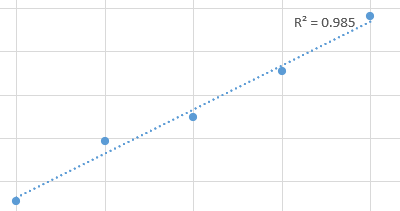 R² = 0.985